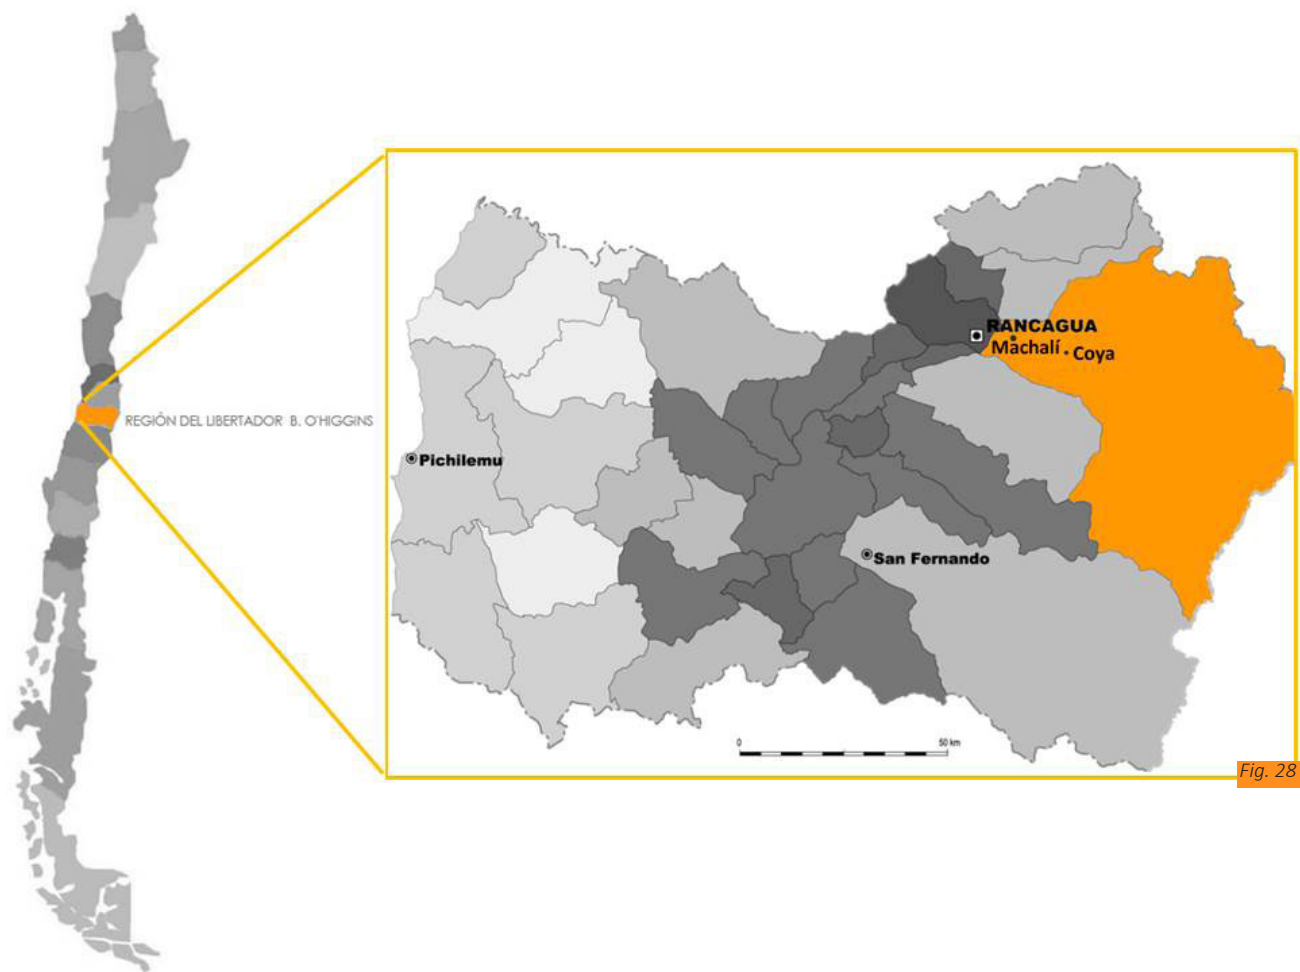 REGIÓN DEL LIBERTADOR B. O'HIGGINS
RANCAGUA
Machalí
Coya
Pichilemu
San Fernando
0 50 km
Fig. 28